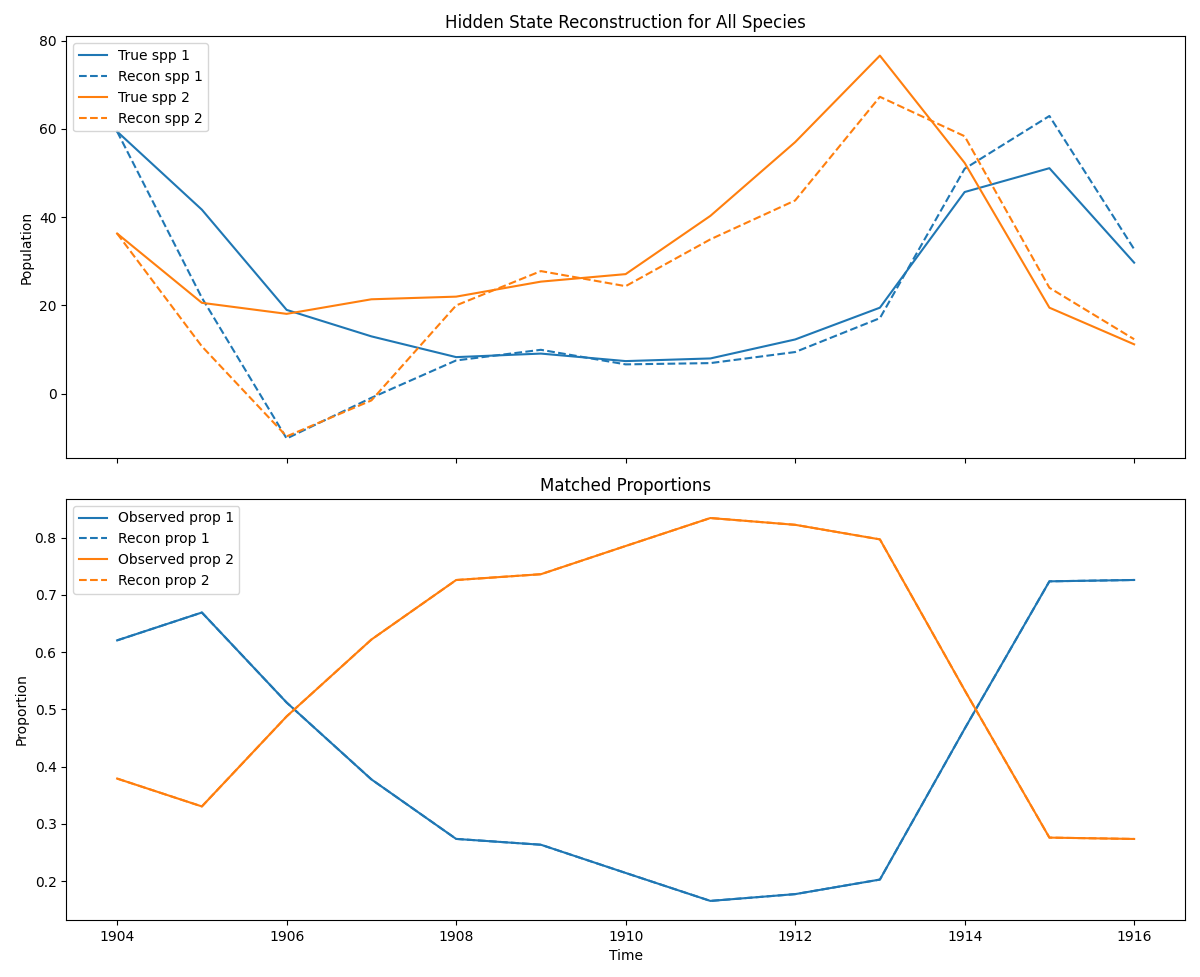 Hidden State Reconstruction for All Species
80
60
40
20
0
Population
True spp 1
Recon spp 1
True spp 2
Recon spp 2
Matched Proportions
0.8
0.7
0.6
0.5
0.4
0.3
0.2
Proportion
Observed prop 1
Recon prop 1
Observed prop 2
Recon prop 2
1904
1906
1908
1910
1912
1914
1916
Time